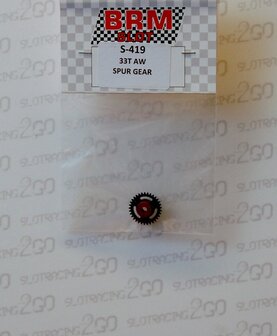 BRM
SLOT
S-419
33T AW
SPUR GEAR
SLOTRACING2GO